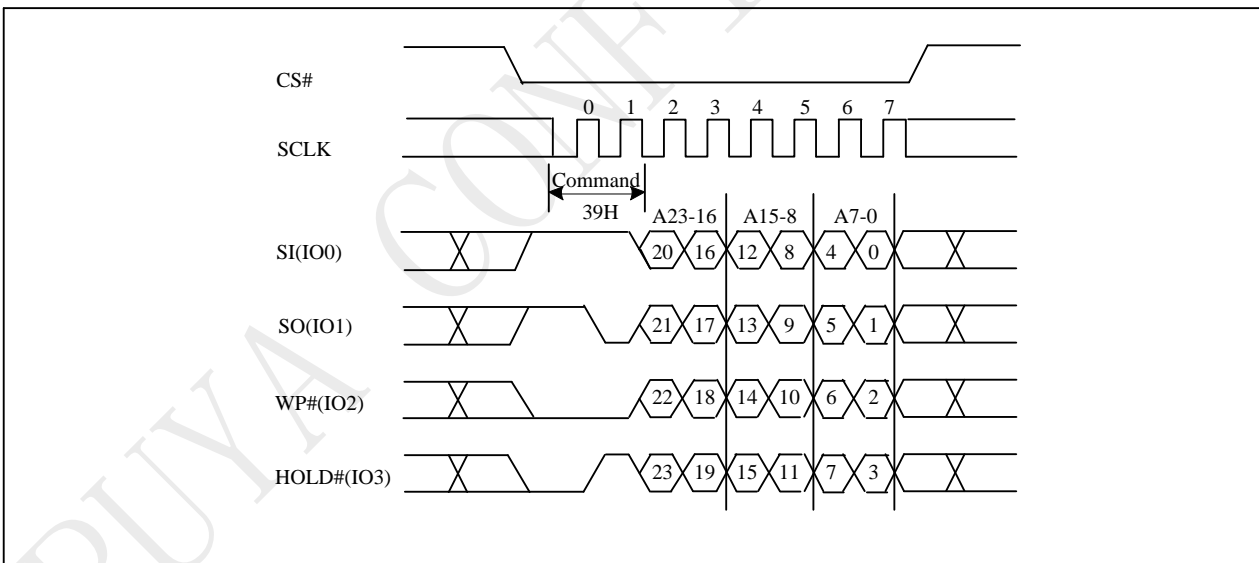 CS#
0 1 2 3 4 5 6 7
SCLK
Command
39H
A23-16 A15-8 A7-0
SI(IO0) 20 16 12 8 4 0
SO(IO1) 21 17 13 9 5 1
WP#(IO2) 22 18 14 10 6 2
HOLD#(IO3) 23 19 15 11 7 3
PUYA CONF